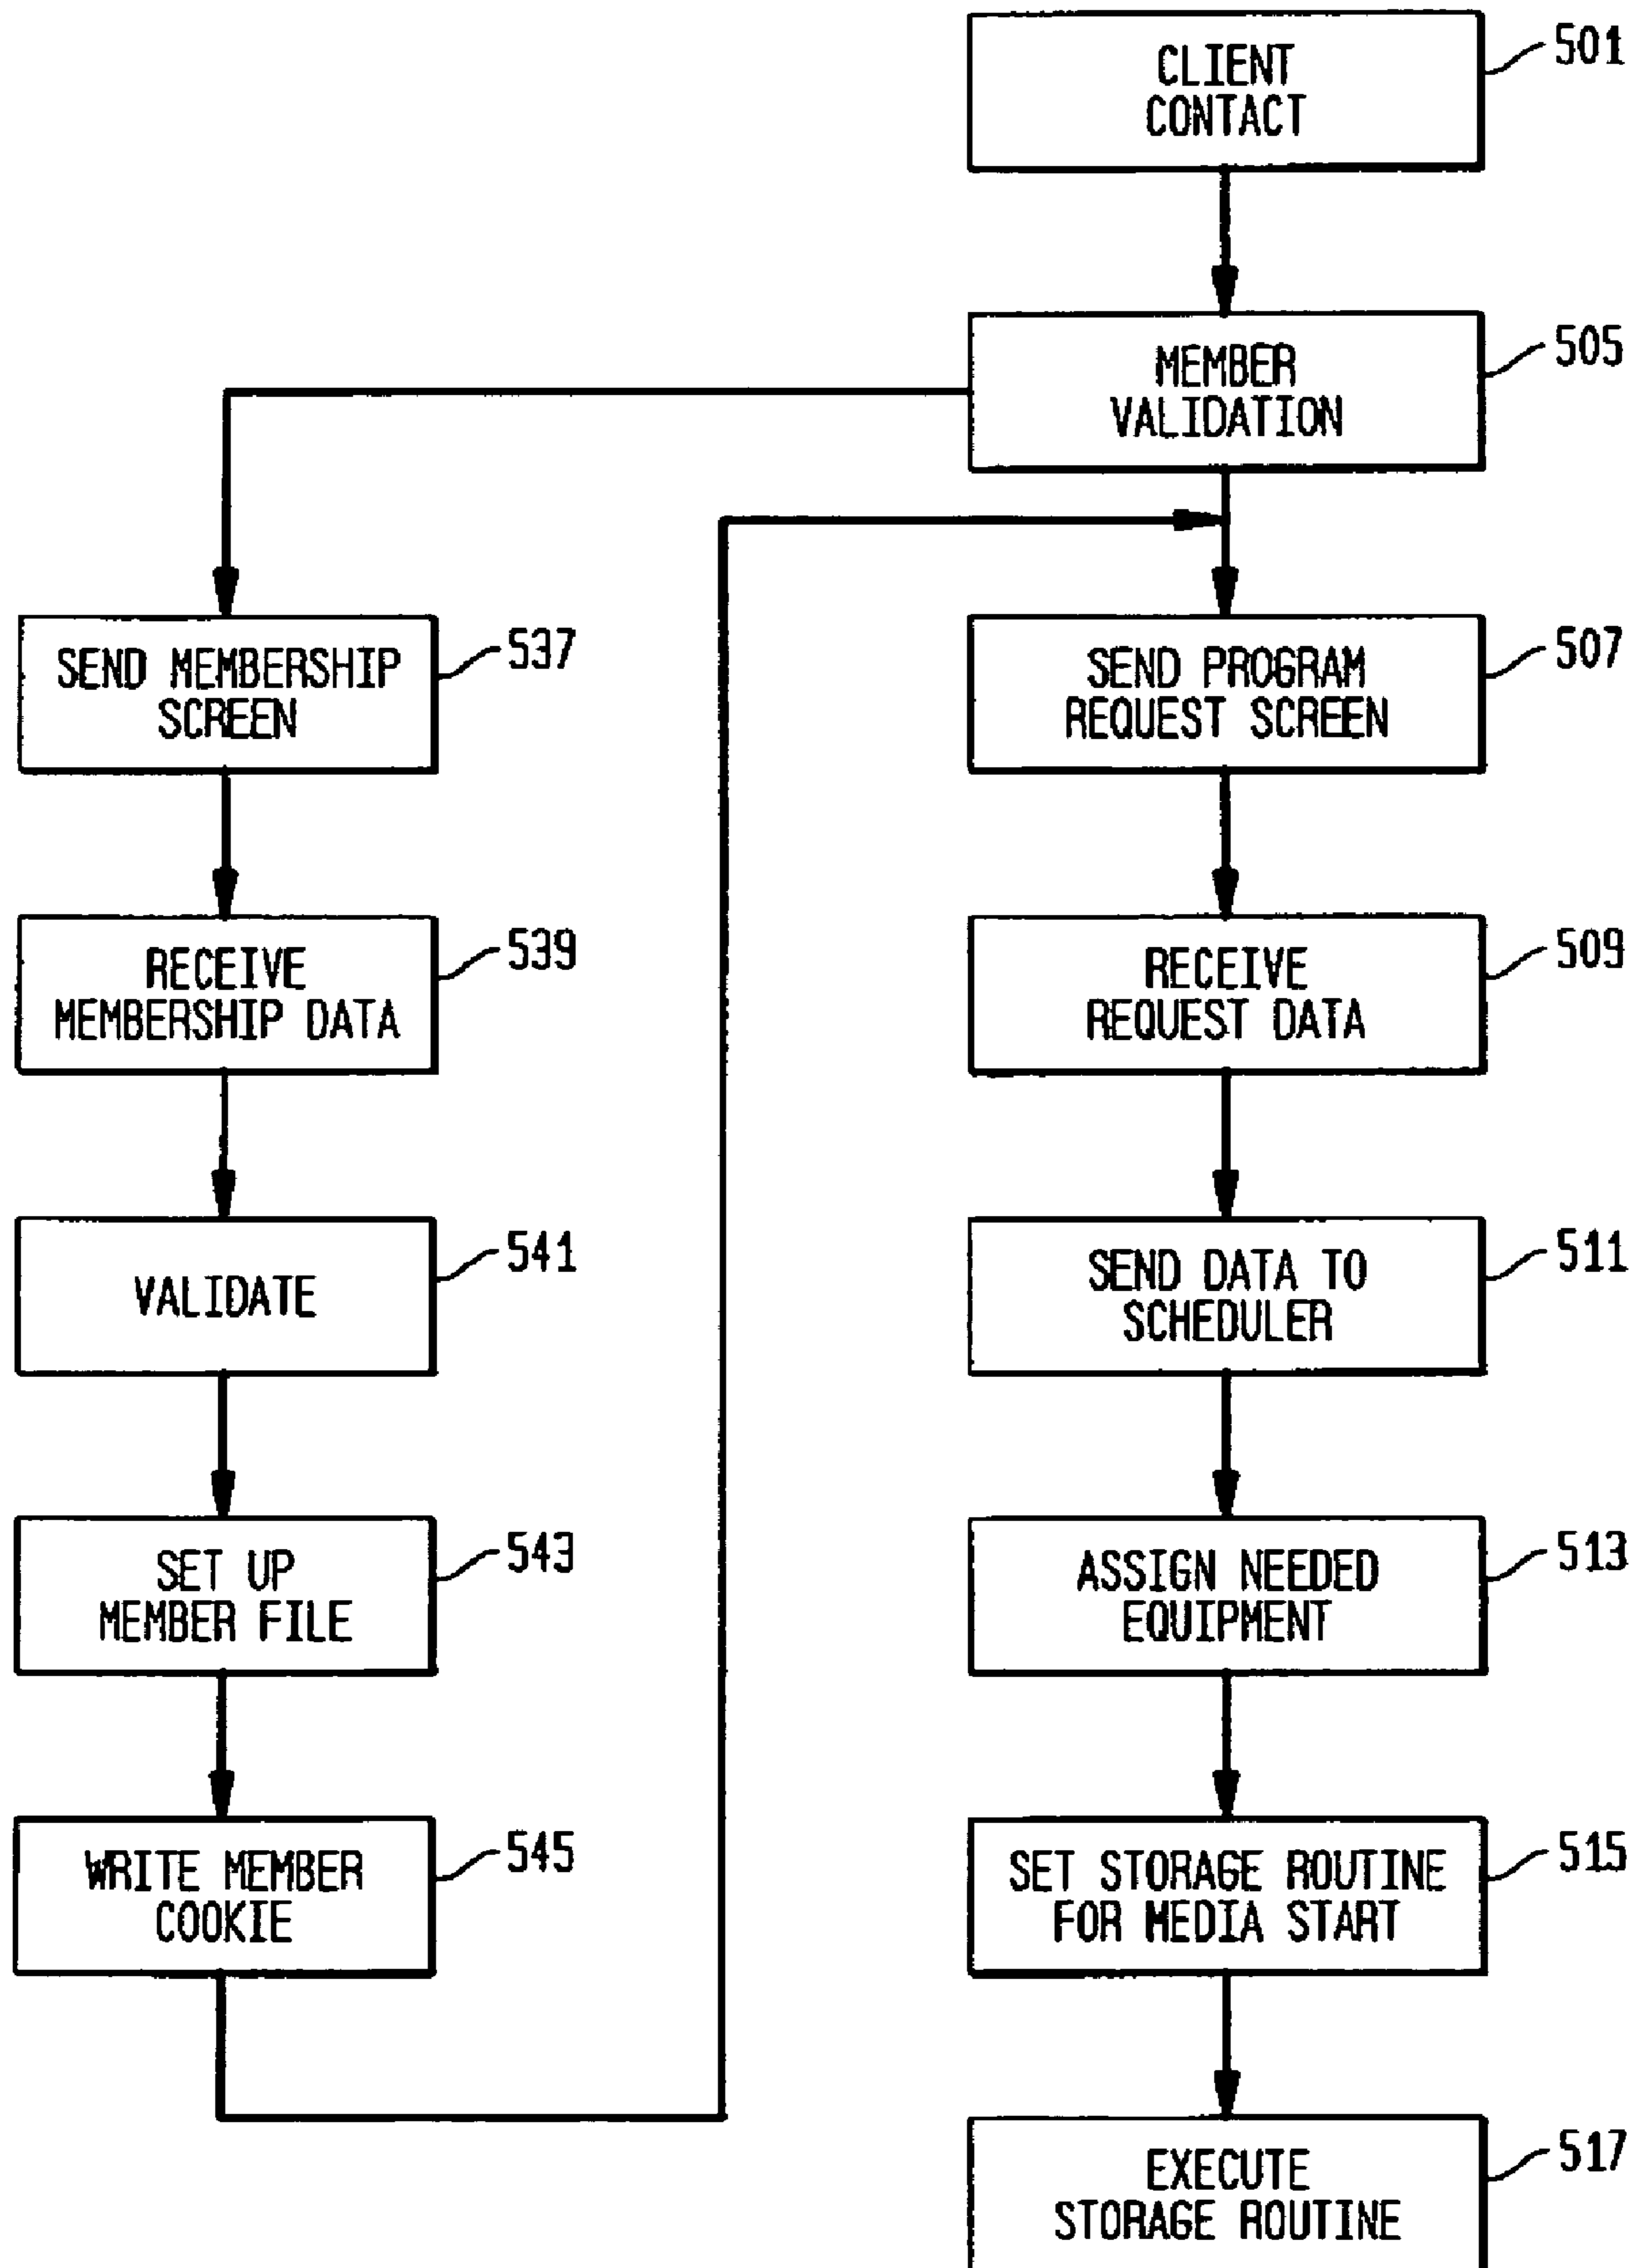 CLIENT
CONTACT
501
MEMBER
VALIDATION
505
SEND MEMBERSHIP
SCREEN
537
SEND PROGRAM
REQUEST SCREEN
507
RECEIVE
MEMBERSHIP DATA
539
RECEIVE
REQUEST DATA
509
VALIDATE
541
SEND DATA TO
SCHEDULER
511
SET UP
MEMBER FILE
543
ASSIGN NEEDED
EQUIPMENT
513
WRITE MEMBER
COOKIE
545
SET STORAGE ROUTINE
FOR MEDIA START
515
EXECUTE
STORAGE ROUTINE
517